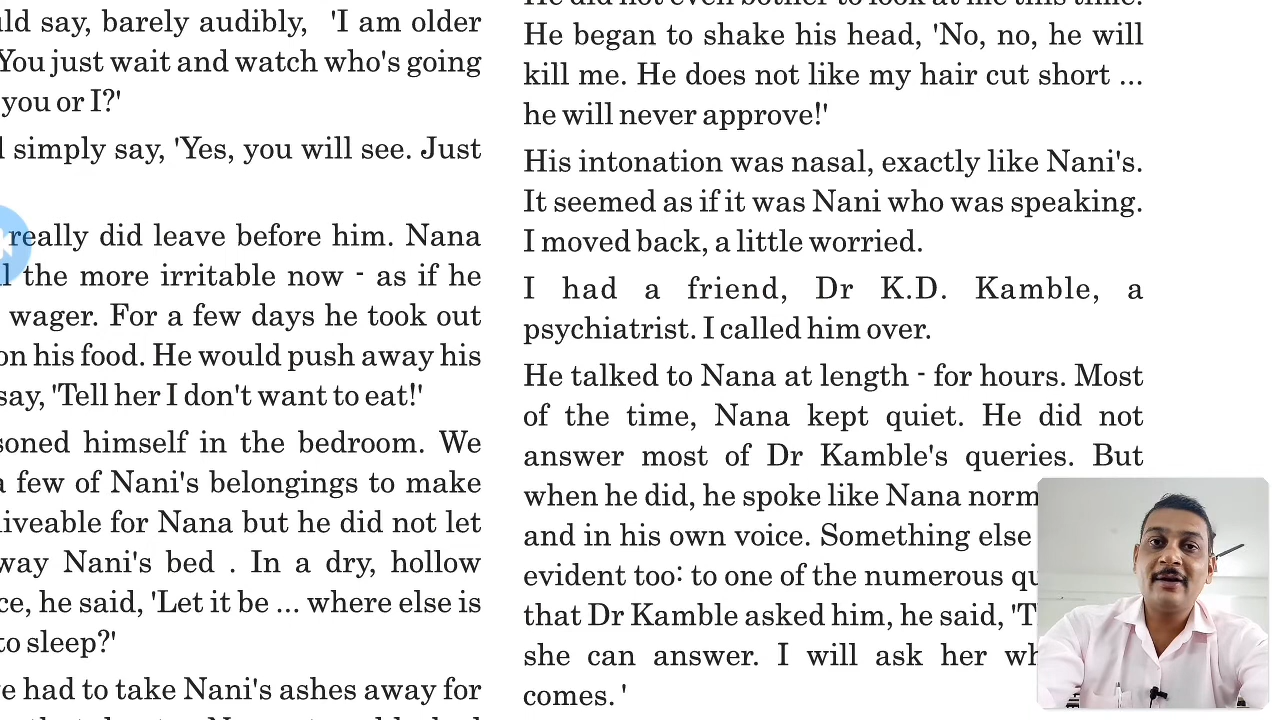 say, barely audibly, 'I am older
You just wait and watch who's going
you or I?'
simply say, 'Yes, you will see. Just
really did leave before him. Nana
the more irritable now - as if he
wager. For a few days he took out
on his food. He would push away his
say, 'Tell her I don't want to eat!'
himself in the bedroom. We
a few of Nani's belongings to make
for Nana but he did not let
Nani's bed . In a dry, hollow
he said, 'Let it be ... where else is
to sleep?'
had to take Nani's ashes away for
He did not even bother to look at me this time.
He began to shake his head, 'No, no, he will
kill me. He does not like my hair cut short ...
he will never approve!'
His intonation was nasal, exactly like Nani's.
It seemed as if it was Nani who was speaking.
I moved back, a little worried.
I had a friend, Dr K.D. Kamble, a
psychiatrist. I called him over.
He talked to Nana at length - for hours. Most
of the time, Nana kept quiet. He did not
answer most of Dr Kamble's queries. But
when he did, he spoke like Nana norm
and in his own voice. Something else
evident too: to one of the numerous qu
that Dr Kamble asked him, he said, 'T
she can answer. I will ask her wh
comes. '